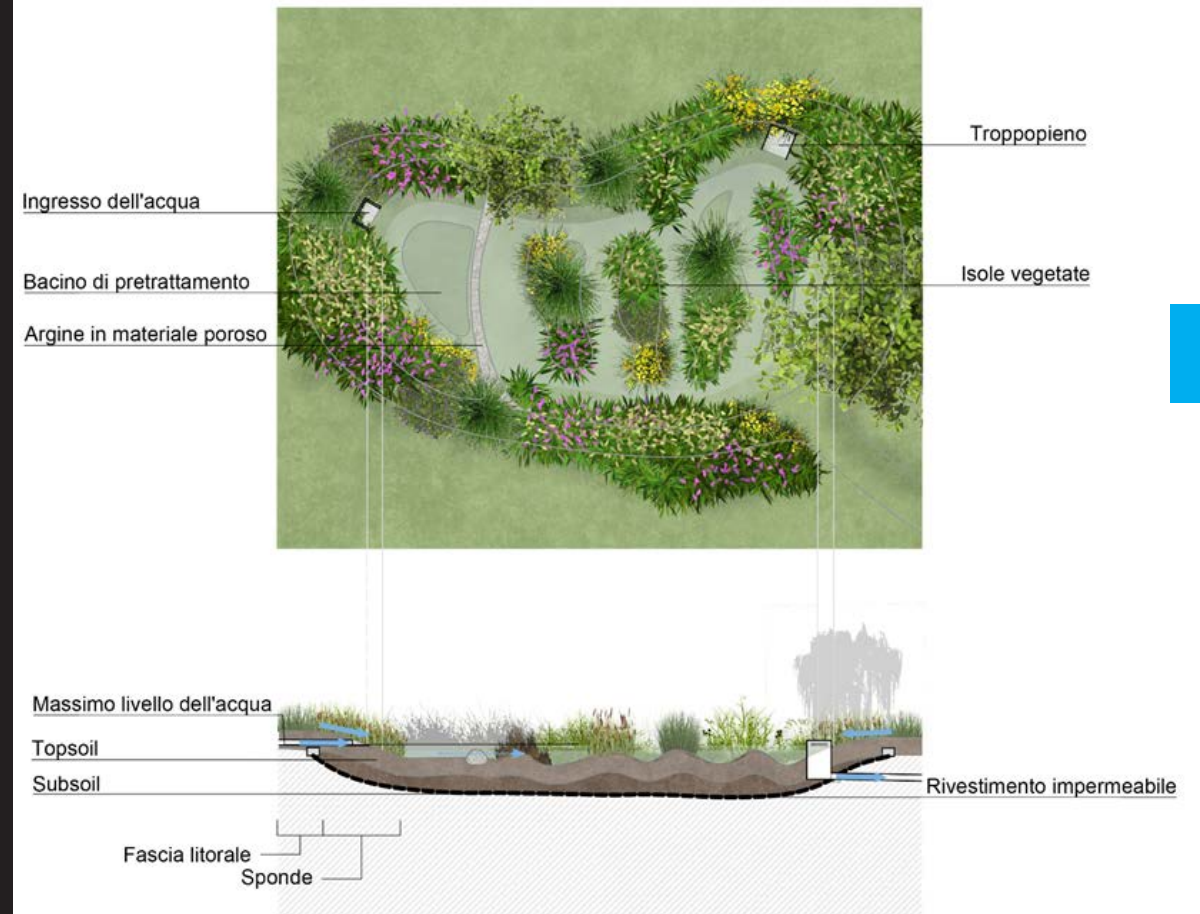 Troppopieno
Ingresso dell'acqua
Isole vegetate
Bacino di pretrattamento
Argine in materiale poroso
Massimo livello dell'acqua
Topsoil
Subsoil
Rivestimento impermeabile
Fascia litorale
Sponde